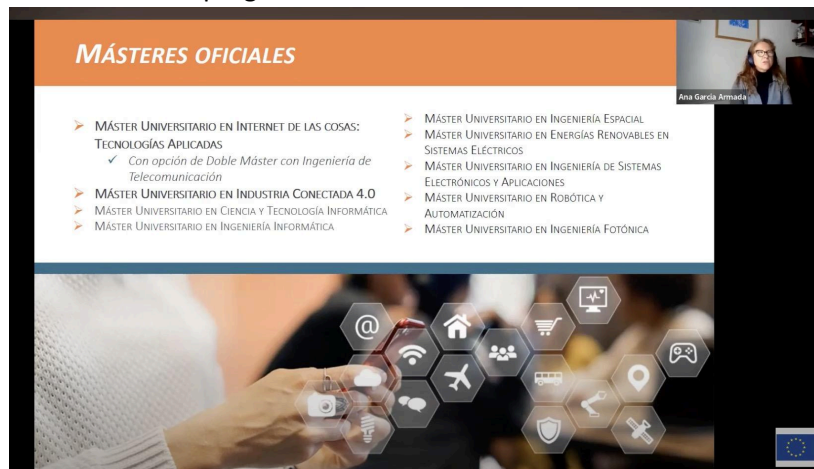 MÁSTERES OFICIALES
Ana García Armada
➢ MÁSTER UNIVERSITARIO EN INTERNET DE LAS COSAS:
TECNOLOGÍAS APLICADAS
✓ Con opción de Doble Máster con Ingeniería de
Telecomunicación
➢ MÁSTER UNIVERSITARIO EN INDUSTRIA CONECTADA 4.0
➢ MÁSTER UNIVERSITARIO EN CIENCIA Y TECNOLOGÍA INFORMÁTICA
➢ MÁSTER UNIVERSITARIO EN INGENIERÍA INFORMÁTICA
➢ MÁSTER UNIVERSITARIO EN INGENIERÍA ESPACIAL
➢ MÁSTER UNIVERSITARIO EN ENERGÍAS RENOVABLES EN
SISTEMAS ELÉCTRICOS
➢ MÁSTER UNIVERSITARIO EN INGENIERÍA DE SISTEMAS
ELECTRÓNICOS Y APLICACIONES
➢ MÁSTER UNIVERSITARIO EN ROBÓTICA Y
AUTOMATIZACIÓN
➢ MÁSTER UNIVERSITARIO EN INGENIERÍA FOTÓNICA
@